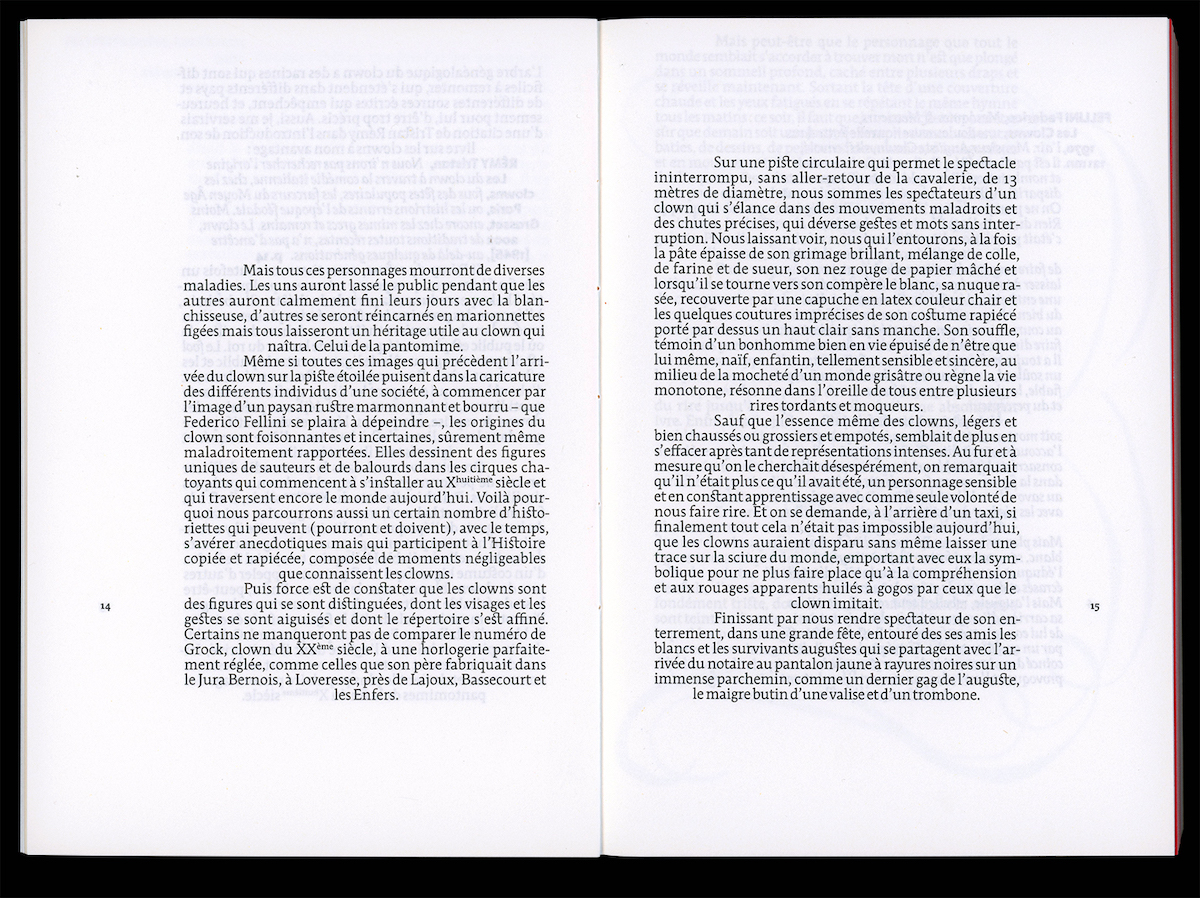 Mais tous ces personnages mourront de diverses
maladies. Les uns auront lassé le public pendant que les
autres auront calmement fini leurs jours avec la blan-
chisseuse, d'autres se seront réincarnés en marionnettes
figées mais tous laisseront un héritage utile au clown qui
naîtra. Celui de la pantomime.
Même si toutes ces images qui précèdent l'arri-
vée du clown sur la piste étoilée puisent dans la caricature
des différents individus d'une société, à commencer par
l'image d'un paysan rustre marmonnant et bourru – que
Federico Fellini se plaira à dépeindre –, les origines du
clown sont foisonnantes et incertaines, sûrement même
maladroitement rapportées. Elles dessinent des figures
uniques de sauteurs et de balourds dans les cirques cha-
toyants qui commencent à s'installer au Xhuitième siècle et
qui traversent encore le monde aujourd'hui. Voilà pour-
quoi nous parcourrons aussi un certain nombre d'histo-
riettes qui peuvent (pourront et doivent), avec le temps,
s'avérer anecdotiques mais qui participent à l'Histoire
copiée et rapiécée, composée de moments négligeables
que connaissent les clowns.
Puis force est de constater que les clowns sont
des figures qui se sont distinguées, dont les visages et les
gestes se sont aiguisés et dont le répertoire s'est affiné.
Certains ne manqueront pas de comparer le numéro de
Grock, clown du XXème siècle, à une horlogerie parfaite-
ment réglée, comme celles que son père fabriquait dans
le Jura Bernois, à Loveresse, près de Lajoux, Bassecourt et
les Enfers.
14
Sur une piste circulaire qui permet le spectacle
ininterrompu, sans aller-retour de la cavalerie, de 13
mètres de diamètre, nous sommes les spectateurs d'un
clown qui s'élance dans des mouvements maladroits et
des chutes précises, qui déverse gestes et mots sans inter-
ruption. Nous laissant voir, nous qui l'entourons, à la fois
la pâte épaisse de son grimage brillant, mélange de colle,
de farine et de sueur, son nez rouge de papier mâché et
lorsqu'il se tourne vers son compère le blanc, sa nuque ra-
sée, recouverte par une capuche en latex couleur chair et
les quelques coutures imprécises de son costume rapiécé
porté par dessus un haut clair sans manche. Son souffle,
témoin d'un bonhomme bien en vie épuisé de n'être que
lui même, naïf, enfantin, tellement sensible et sincère, au
milieu de la mocheté d'un monde grisâtre ou règne la vie
monotone, résonne dans l'oreille de tous entre plusieurs
rires tordants et moqueurs.
Sauf que l'essence même des clowns, légers et
bien chaussés ou grossiers et empotés, semblait de plus en
s'effacer après tant de représentations intenses. Au fur et à
mesure qu'on le cherchait désespérément, on remarquait
qu'il n'était plus ce qu'il avait été, un personnage sensible
et en constant apprentissage avec comme seule volonté de
nous faire rire. Et on se demande, à l'arrière d'un taxi, si
finalement tout cela n'était pas impossible aujourd'hui,
que les clowns auraient disparu sans même laisser une
trace sur la sciure du monde, emportant avec eux la sym-
bolique pour ne plus faire place qu'à la compréhension
et aux rouages apparents huilés à gogos par ceux que le
clown imitait.
Finissant par nous rendre spectateur de son en-
terrement, dans une grande fête, entouré des ses amis les
blancs et les survivants augustes qui se partagent avec l'ar-
rivée du notaire au pantalon jaune à rayures noires sur un
immense parchemin, comme un dernier gag de l'auguste,
le maigre butin d'une valise et d'un trombone.
15